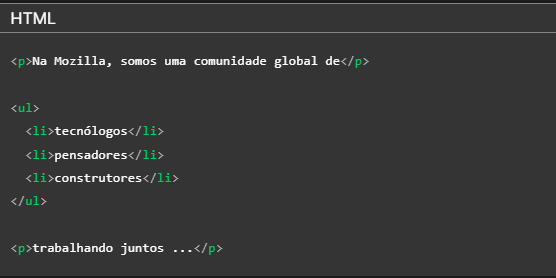 HTML
<p>Na Mozilla, somos uma comunidade global de</p>
<ul>
<li>tecnólogos</li>
<li>pensadores</li>
<li>construtores</li>
</ul>
<p>trabalhando juntos ...</p>